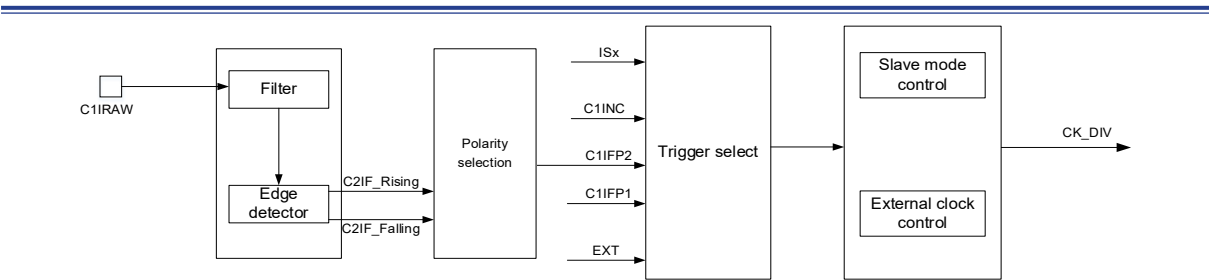 C1IRAW
Filter
Edge
detector
C2IF_Rising
C2IF_Falling
Polarity
selection
ISx
C1INC
C1IFP2
C1IFP1
EXT
Trigger select
Slave mode
control
External clock
control
CK_DIV